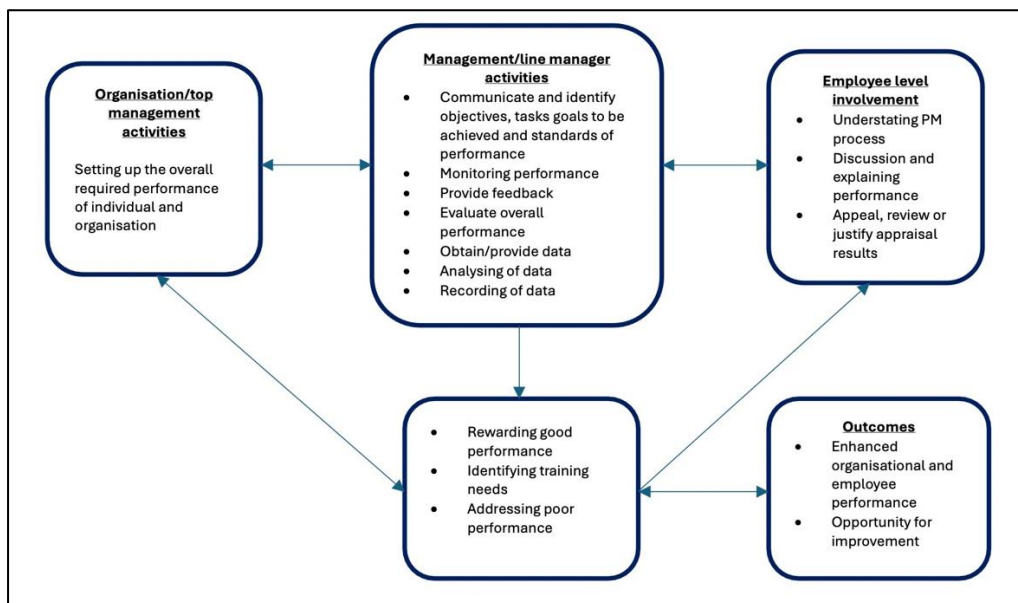 Organisation/top
management
activities
Setting up the overall
required performance
of individual and
organisation
Management/line manager
activities
• Communicate and identify
objectives, tasks goals to be
achieved and standards of
performance
• Monitoring performance
• Provide feedback
• Evaluate overall
performance
• Obtain/provide data
• Analysing of data
• Recording of data
Employee level
involvement
• Understating PM
process
• Discussion and
explaining
performance
• Appeal, review or
justify appraisal
results
• Rewarding good
performance
• Identifying training
needs
• Addressing poor
performance
Outcomes
• Enhanced
organisational and
employee
performance
• Opportunity for
improvement